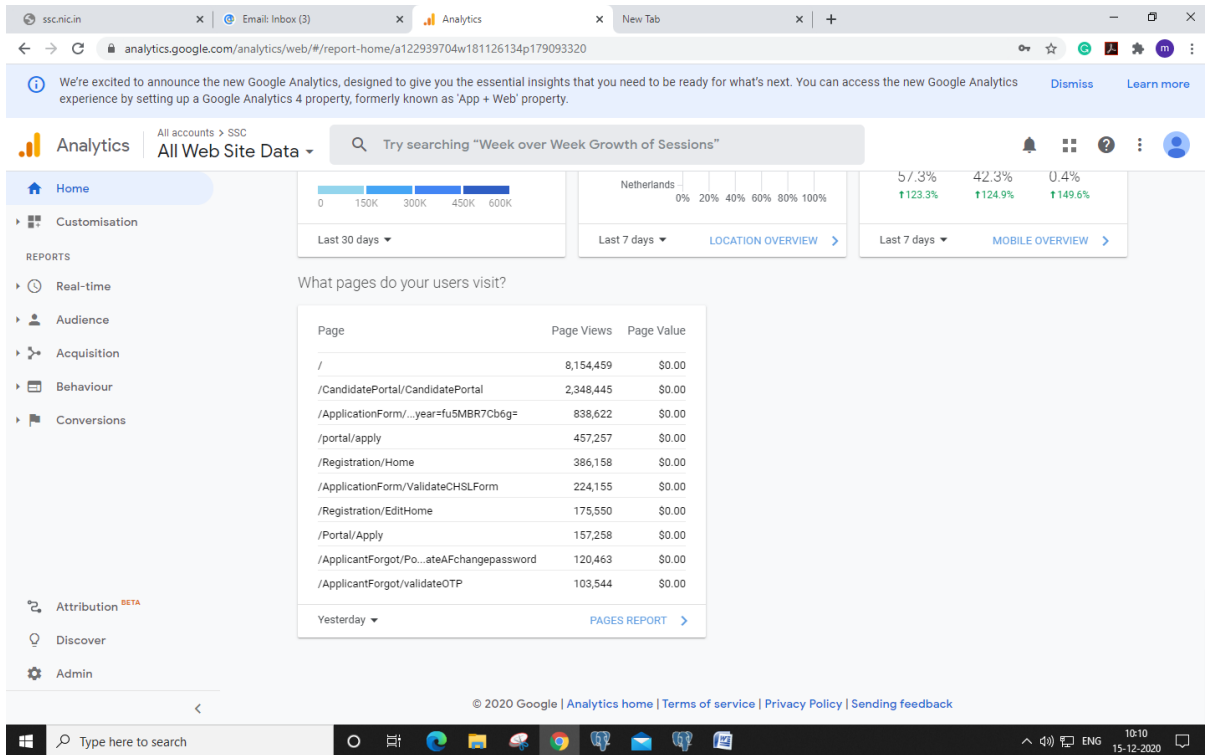 ssc.nic.in Email: Inbox (3) Analytics New Tab
analytics.google.com/analytics/web/#/report-home/a122939704w181126134p179093320 m
We're excited to announce the new Google Analytics, designed to give you the essential insights that you need to be ready for what's next. You can access the new Google Analytics Dismiss Learn more
experience by setting up a Google Analytics 4 property, formerly known as 'App + Web' property.
All accounts > SSC
Analytics All Web Site Data Try searching "Week over Week Growth of Sessions"
Home
Customisation
REPORTS
Real-time
Audience
Acquisition
Behaviour
Conversions
Attribution BETA
Discover
Admin
0 150K 300K 450K 600K
Last 30 days
Netherlands
0% 20% 40% 60% 80% 100%
Last 7 days LOCATION OVERVIEW
57.3% 42.3% 0.4%
123.3% 124.9% 149.6%
Last 7 days MOBILE OVERVIEW
What pages do your users visit?
Page Page Views Page Value
/ 8,154,459 $0.00
/CandidatePortal/CandidatePortal 2,348,445 $0.00
/ApplicationForm/...year=fu5MBR7Cb6g= 838,622 $0.00
/portal/apply 457,257 $0.00
/Registration/Home 386,158 $0.00
/ApplicationForm/ValidateCHSLForm 224,155 $0.00
/Registration/EditHome 175,550 $0.00
/Portal/Apply 157,258 $0.00
/ApplicantForgot/Po...ateAFchangepassword 120,463 $0.00
/ApplicantForgot/validateOTP 103,544 $0.00
Yesterday PAGES REPORT
© 2020 Google | Analytics home | Terms of service | Privacy Policy | Sending feedback
Type here to search ENG 10:10
15-12-2020